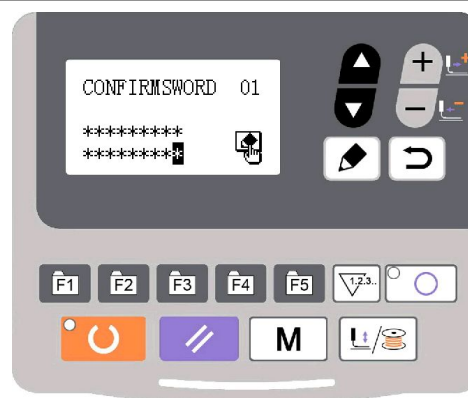 CONFIRMSWORD 01
*********
*********
+
−
F1 F2 F3 F4 F5 1,2,3..
M /